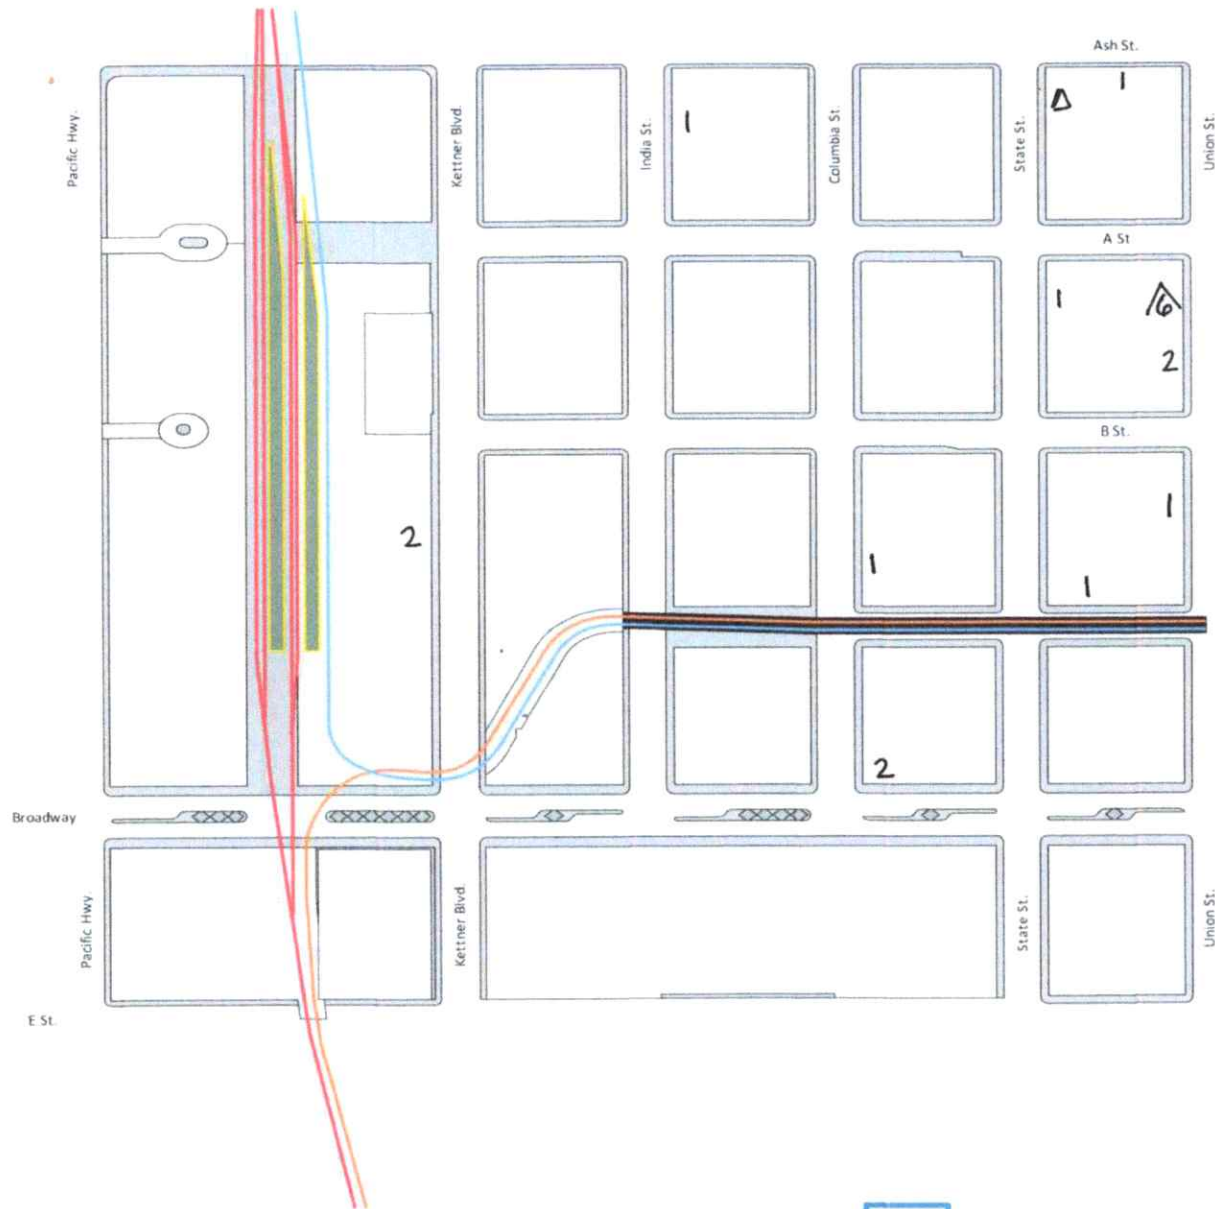 Ash St.
Pacific Hwy.
Kettner Blvd.
India St.
Columbia St.
State St.
Union St.
1
1
A St
1
6
2
B St.
2
1
1
1
2
Broadway
Pacific Hwy.
Kettner Blvd.
State St.
Union St.
E St.